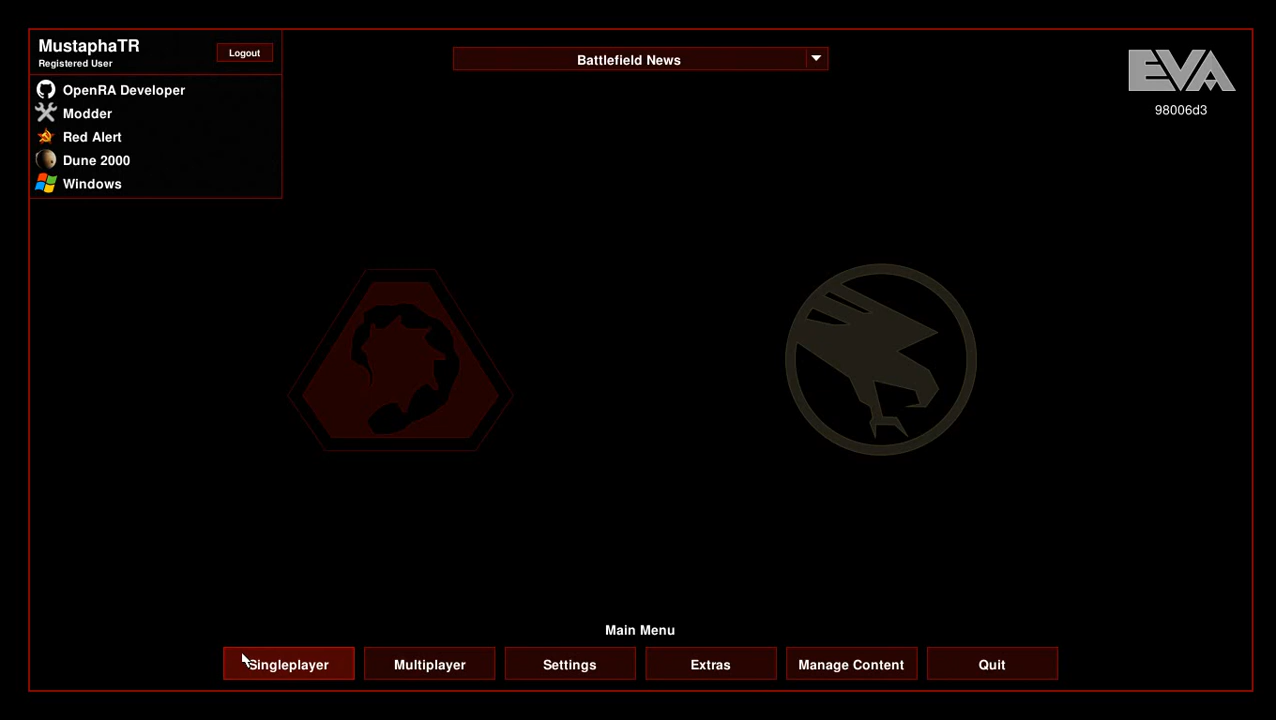 MustaphaTR
Registered User
Logout
OpenRA Developer
Modder
Red Alert
Dune 2000
Windows
Battlefield News
EVA
98006d3
Main Menu
Singleplayer
Multiplayer
Settings
Extras
Manage Content
Quit